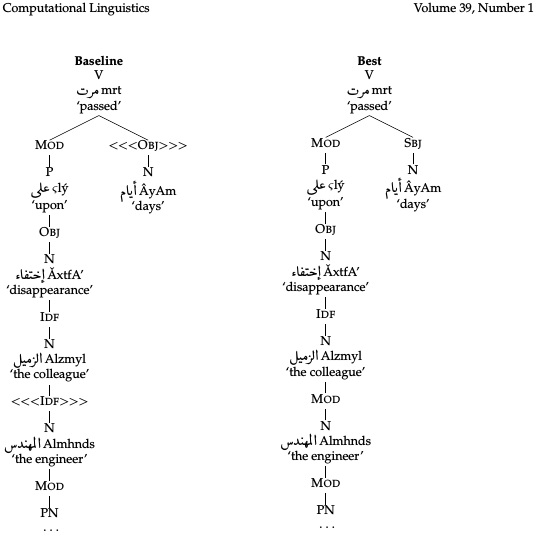 Computational Linguistics Volume 39, Number 1
Baseline Best
V V
مرت mrt مرت mrt
‘passed’ ‘passed’
MOD <<<OBJ>>> MOD SBJ
P N P N
على çlý أيام ÂyAm على çlý أيام ÂyAm
‘upon’ ‘days’ ‘upon’ ‘days’
OBJ OBJ
N N
إختفاء ǍxtfA’ إختفاء ǍxtfA’
‘disappearance’ ‘disappearance’
IDF IDF
N N
الزميل Alzmyl الزميل Alzmyl
‘the colleague’ ‘the colleague’
<<<IDF>>> MOD
N N
المهندس Almhnds المهندس Almhnds
‘the engineer’ ‘the engineer’
MOD MOD
PN PN
. . . . . .